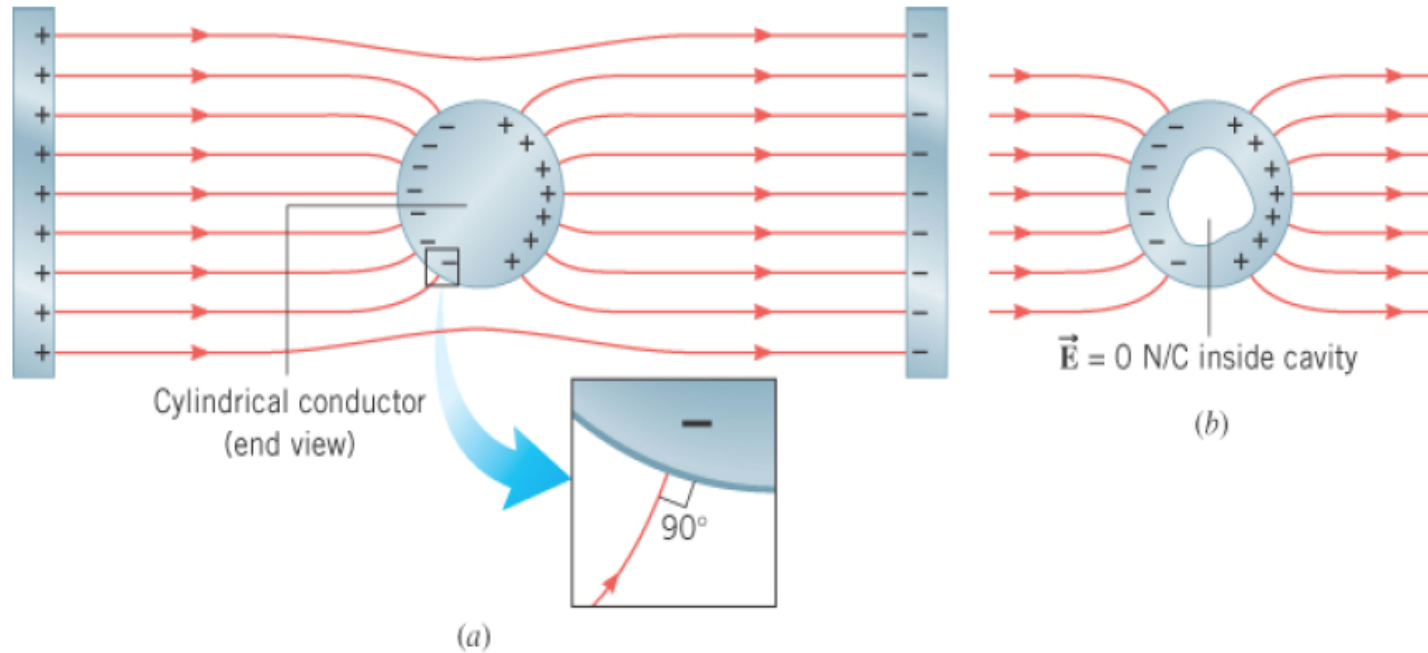 Cylindrical conductor
(end view)
90°
(a)
E⃗ = 0 N/C inside cavity
(b)